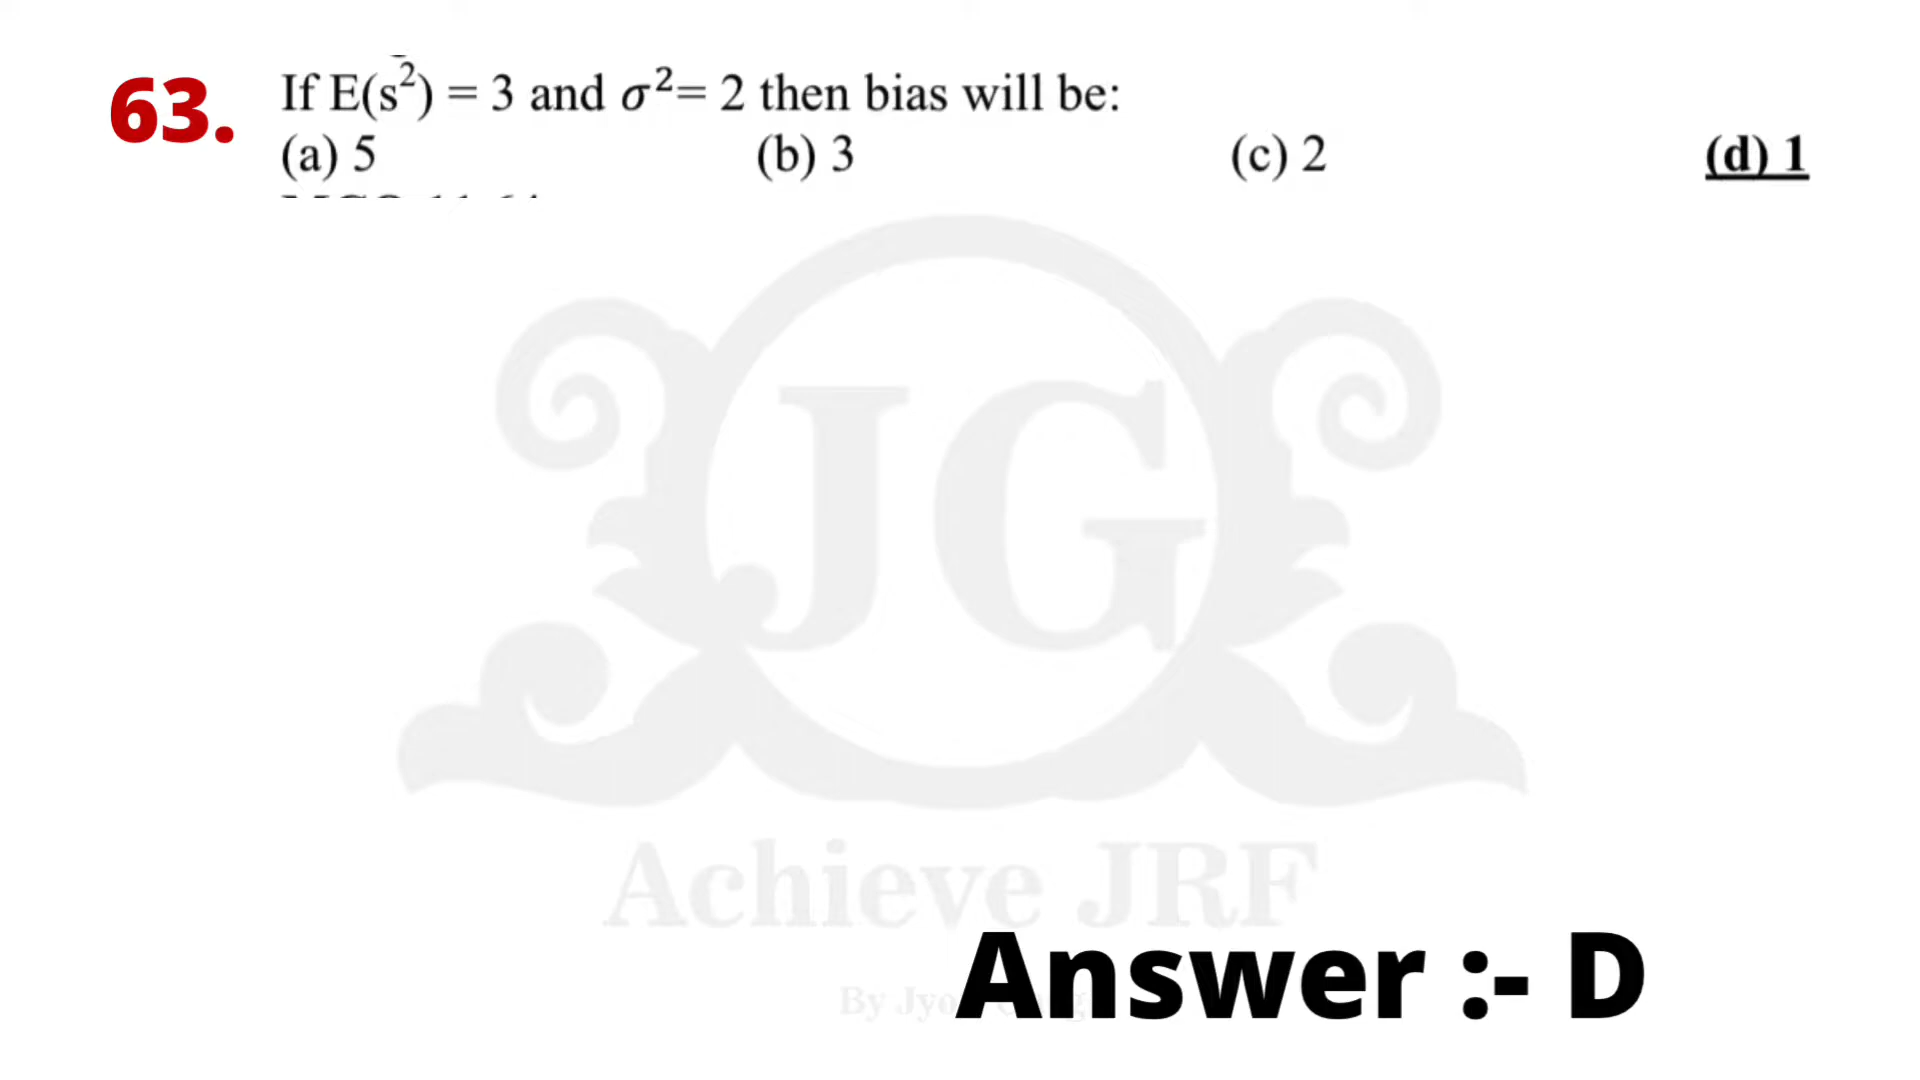 63. If E(s²) = 3 and σ²= 2 then bias will be:
(a) 5 (b) 3 (c) 2 (d) 1
JG
Achieve JRF
Answer :- D
By